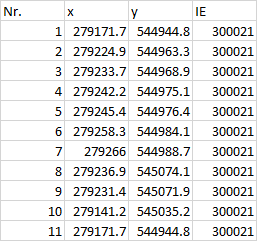 Nr. x y IE
1 279171.7 544944.8 300021
2 279224.9 544963.3 300021
3 279233.7 544968.9 300021
4 279242.2 544975.1 300021
5 279245.4 544976.4 300021
6 279258.3 544984.1 300021
7 279266 544988.7 300021
8 279236.9 545074.1 300021
9 279231.4 545071.9 300021
10 279141.2 545035.2 300021
11 279171.7 544944.8 300021